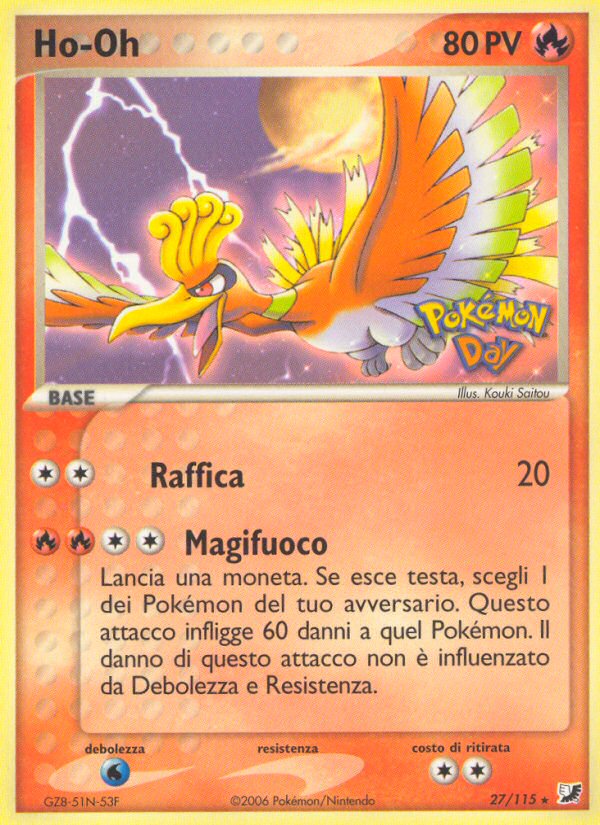 Ho-Oh
80 PV
POKéMON
Day
BASE
Illus. Kouki Saitou
Raffica 20
Magifuoco
Lancia una moneta. Se esce testa, scegli 1
dei Pokémon del tuo avversario. Questo
attacco infligge 60 danni a quel Pokémon. Il
danno di questo attacco non è influenzato
da Debolezza e Resistenza.
debolezza resistenza costo di ritirata
GZ8-51N-53F ©2006 Pokémon/Nintendo 27/115 ★